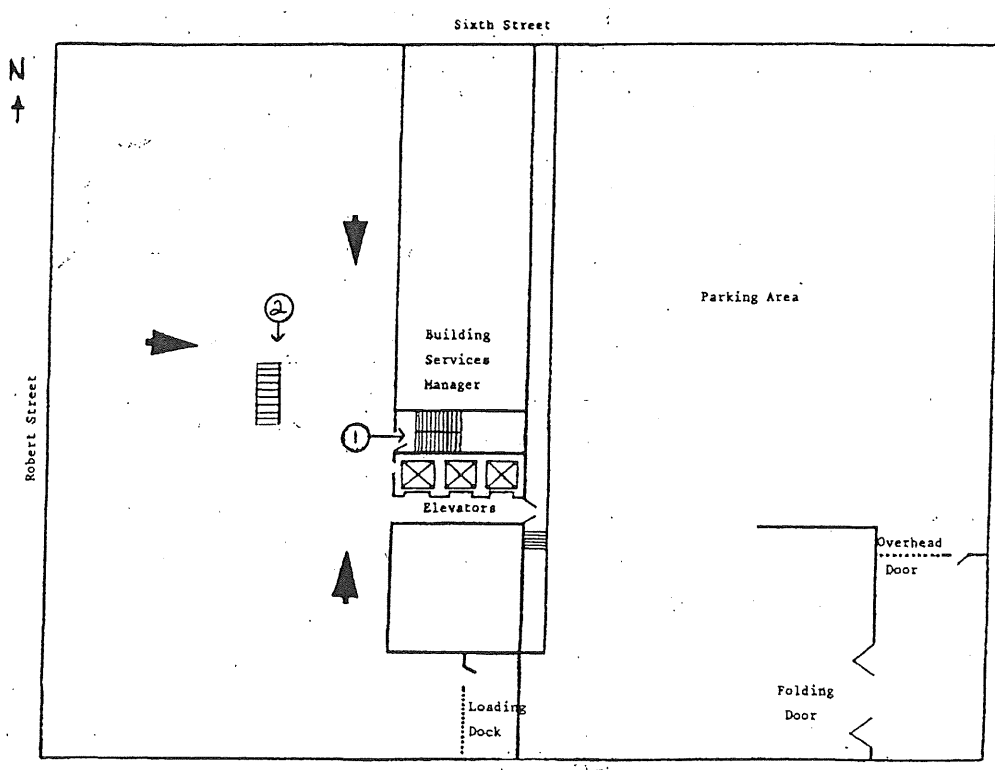 Sixth Street
N
2
Parking Area
Building
Services
Manager
Robert Street
1
Elevators
Overhead
Door
Folding
Door
Loading
Dock